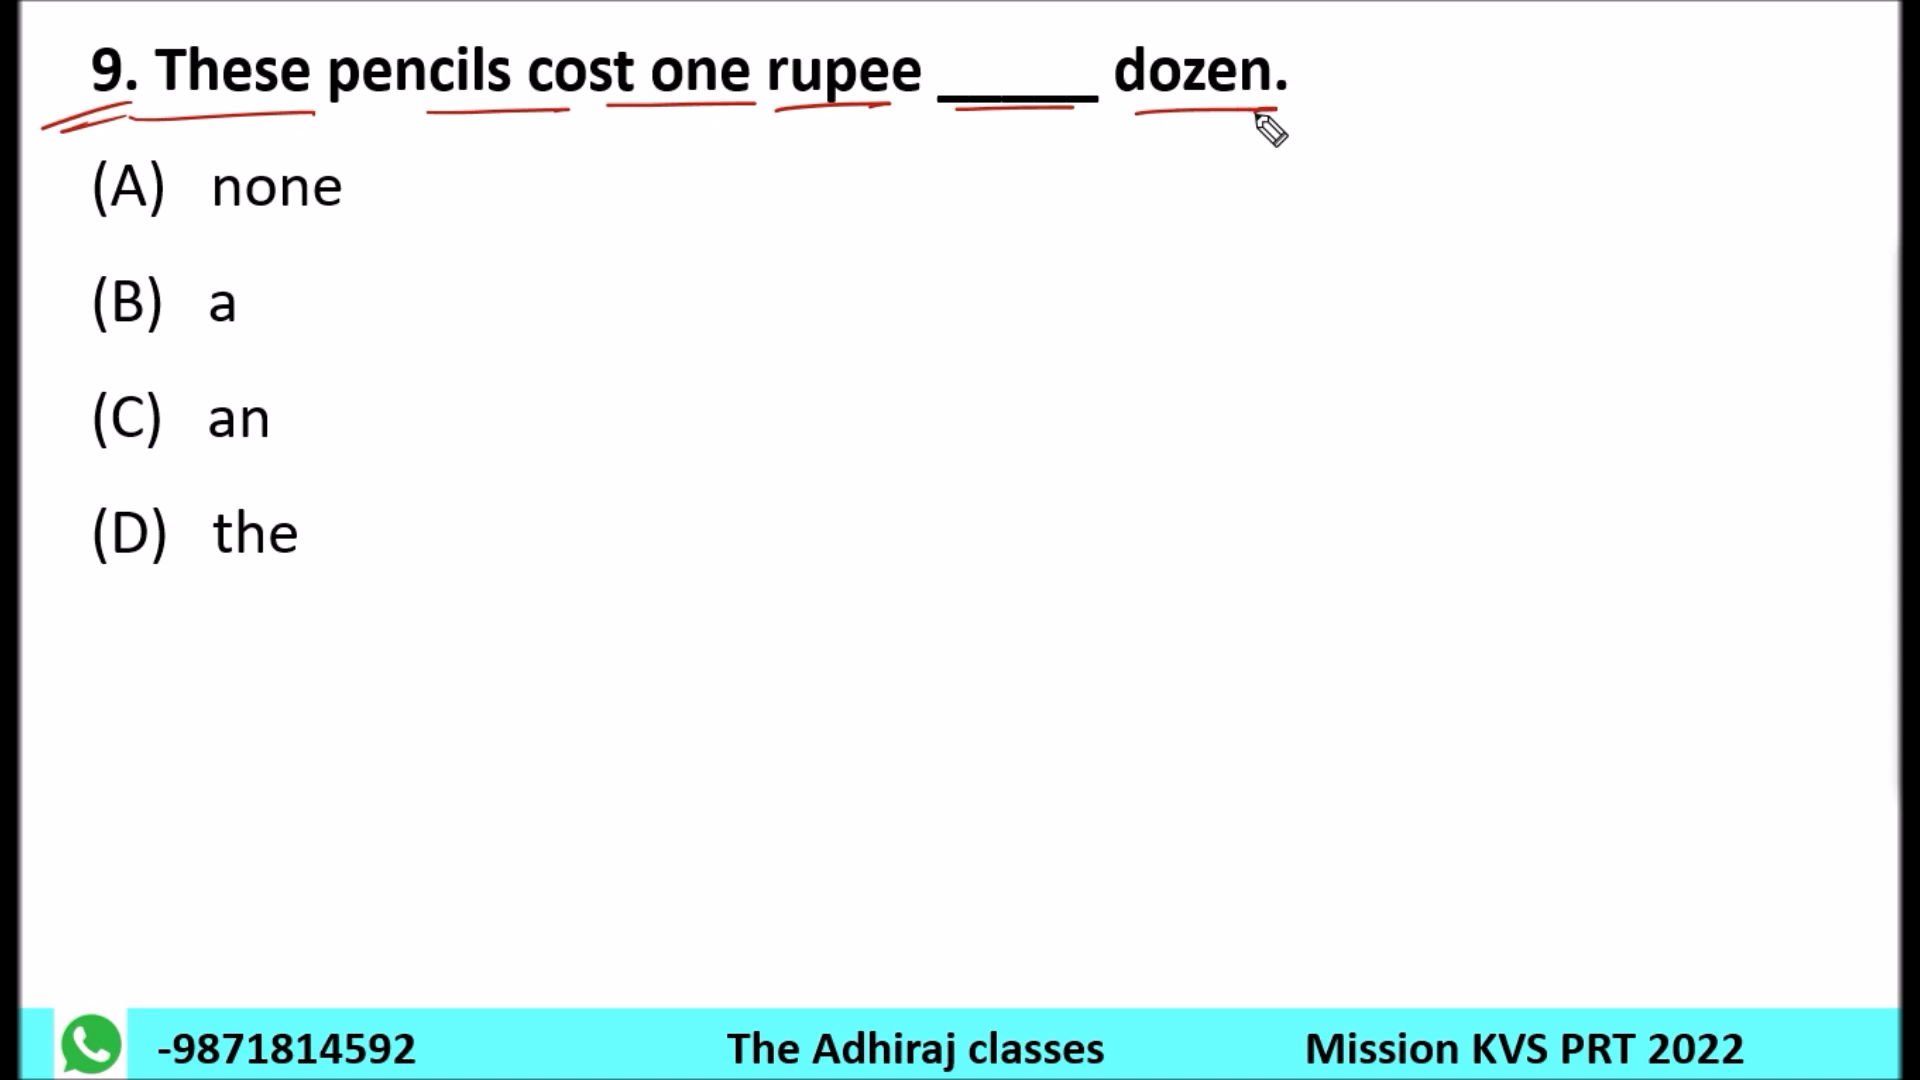 9. These pencils cost one rupee _____ dozen.
(A) none
(B) a
(C) an
(D) the
-9871814592 The Adhiraj classes Mission KVS PRT 2022